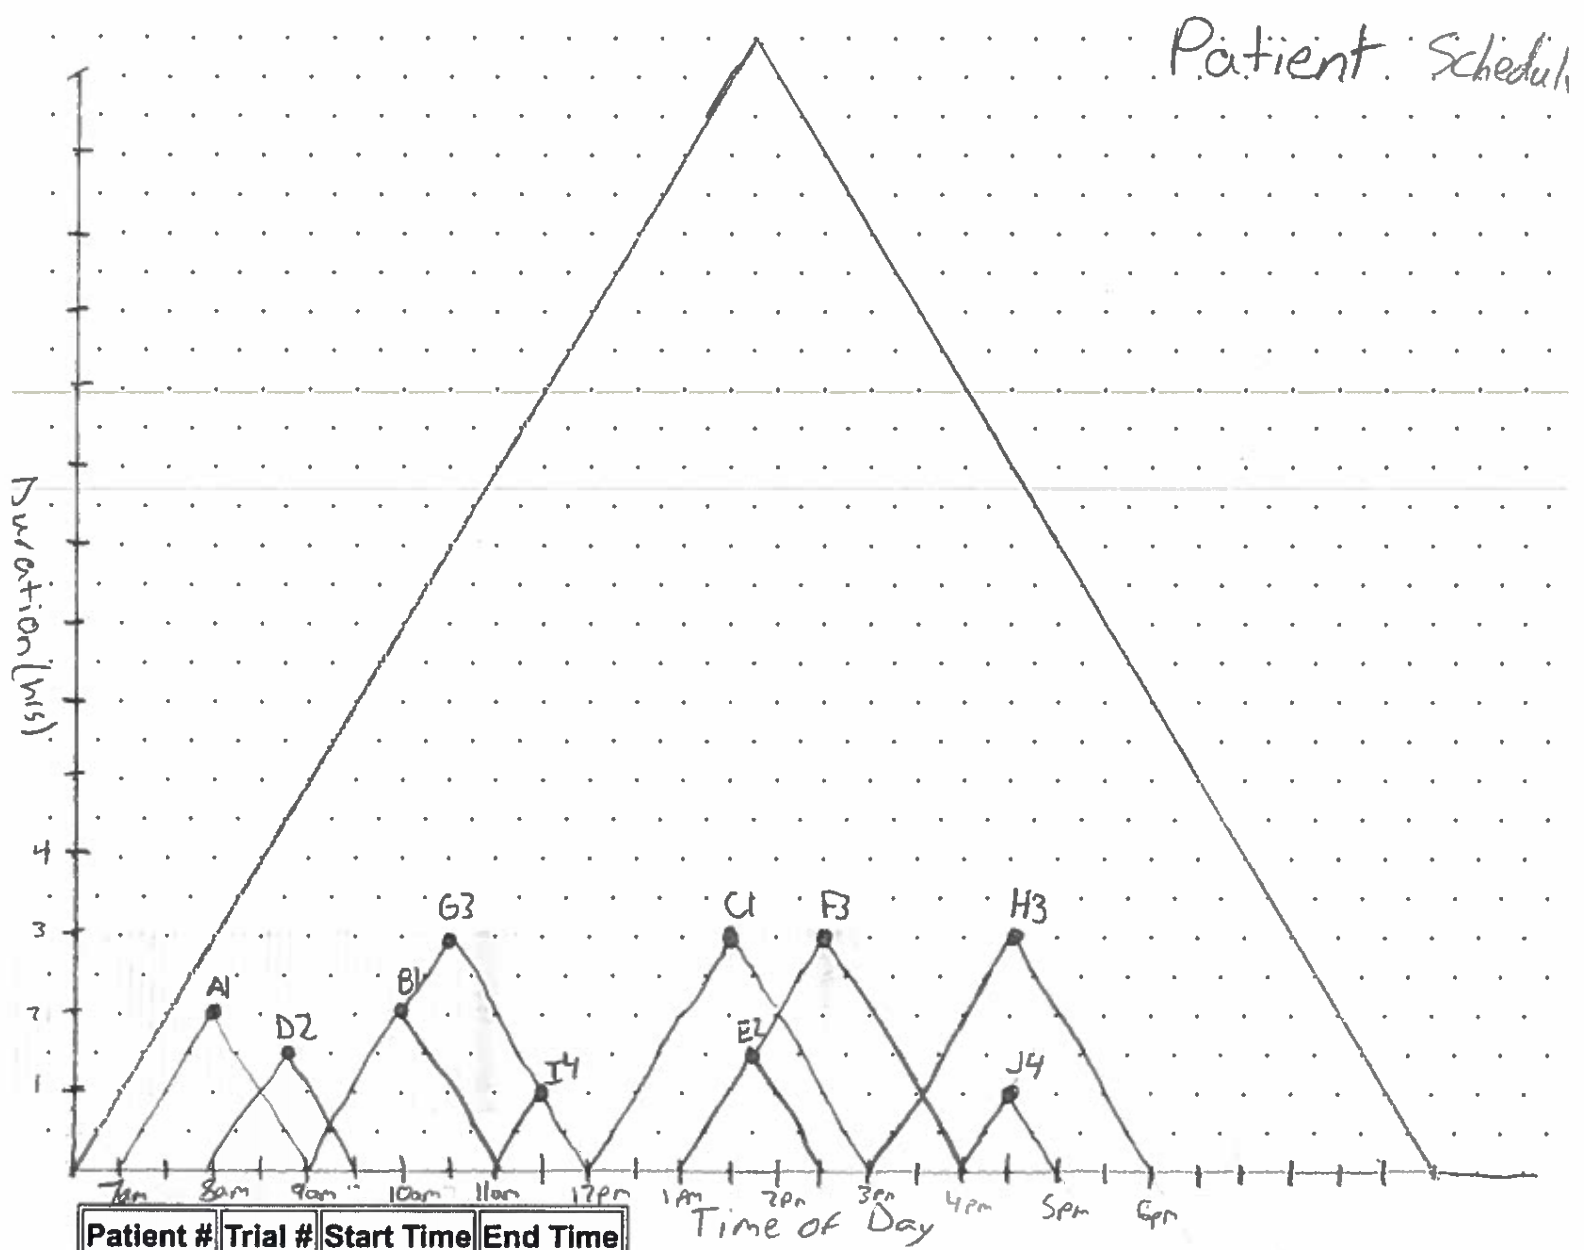 Patient Schedul
Duration (hrs)
4
3
2
1
G3
C1
F3
H3
A1
B1
D2
E2
I4
J4
7am 8am 9am 10am 11am 12pm 1pm 2pm 3pm 4pm 5pm 6pm
Time of Day
Patient # Trial # Start Time End Time